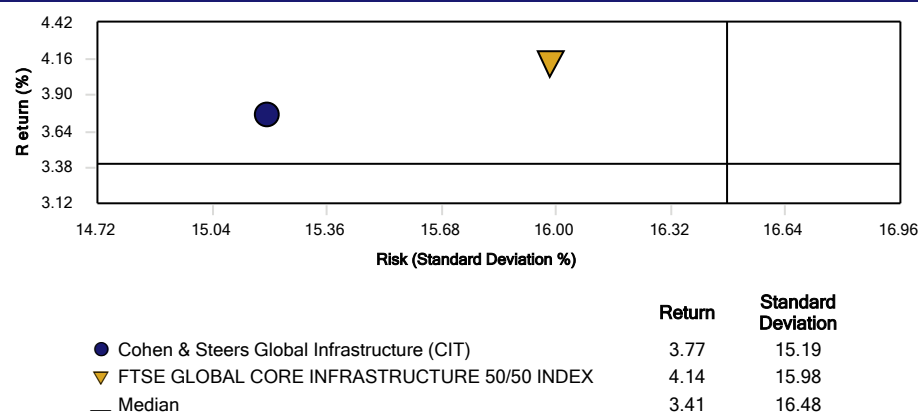 4.42
4.16
3.90
3.64
3.38
3.12
Return (%)
14.72 15.04 15.36 15.68 16.00 16.32 16.64 16.96
Risk (Standard Deviation %)
Return Standard Deviation
Cohen & Steers Global Infrastructure (CIT) 3.77 15.19
FTSE GLOBAL CORE INFRASTRUCTURE 50/50 INDEX 4.14 15.98
Median 3.41 16.48